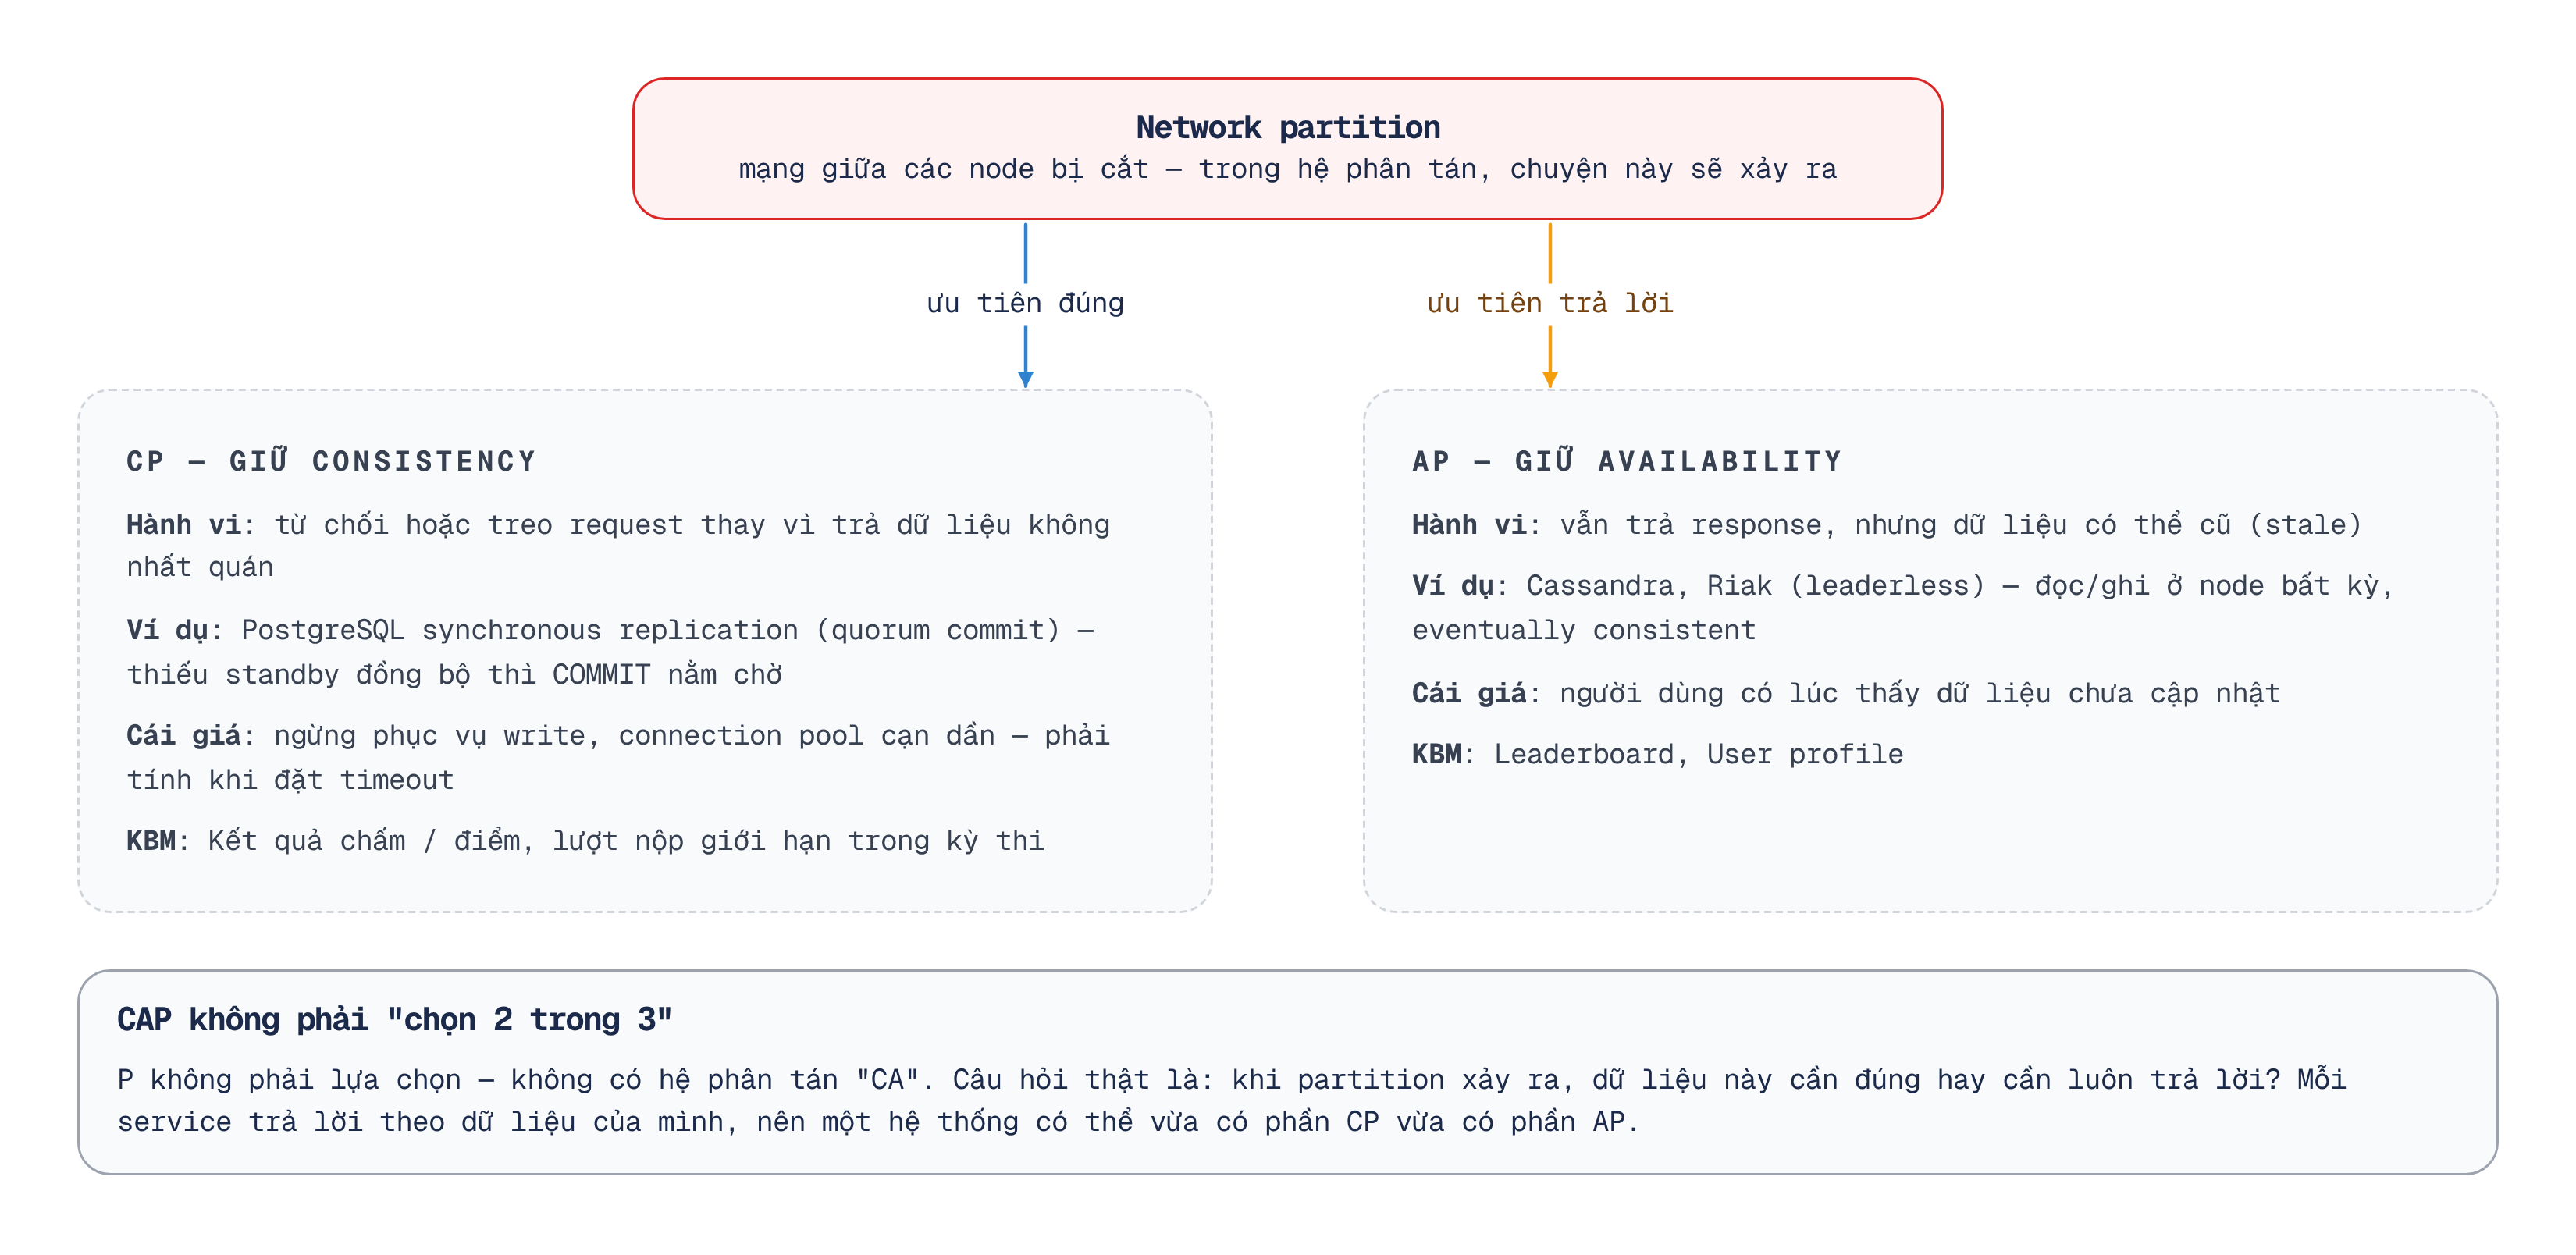 Network partition
mạng giữa các node bị cắt — trong hệ phân tán, chuyện này sẽ xảy ra
ưu tiên đúng
ưu tiên trả lời
CP — GIỮ CONSISTENCY
Hành vi: từ chối hoặc treo request thay vì trả dữ liệu không
nhất quán
Ví dụ: PostgreSQL synchronous replication (quorum commit) —
thiếu standby đồng bộ thì COMMIT nằm chờ
Cái giá: ngừng phục vụ write, connection pool cạn dần — phải
tính khi đặt timeout
KBM: Kết quả chấm / điểm, lượt nộp giới hạn trong kỳ thi
AP — GIỮ AVAILABILITY
Hành vi: vẫn trả response, nhưng dữ liệu có thể cũ (stale)
Ví dụ: Cassandra, Riak (leaderless) — đọc/ghi ở node bất kỳ,
eventually consistent
Cái giá: người dùng có lúc thấy dữ liệu chưa cập nhật
KBM: Leaderboard, User profile
CAP không phải "chọn 2 trong 3"
P không phải lựa chọn — không có hệ phân tán "CA". Câu hỏi thật là: khi partition xảy ra, dữ liệu này cần đúng hay cần luôn trả lời? Mỗi
service trả lời theo dữ liệu của mình, nên một hệ thống có thể vừa có phần CP vừa có phần AP.